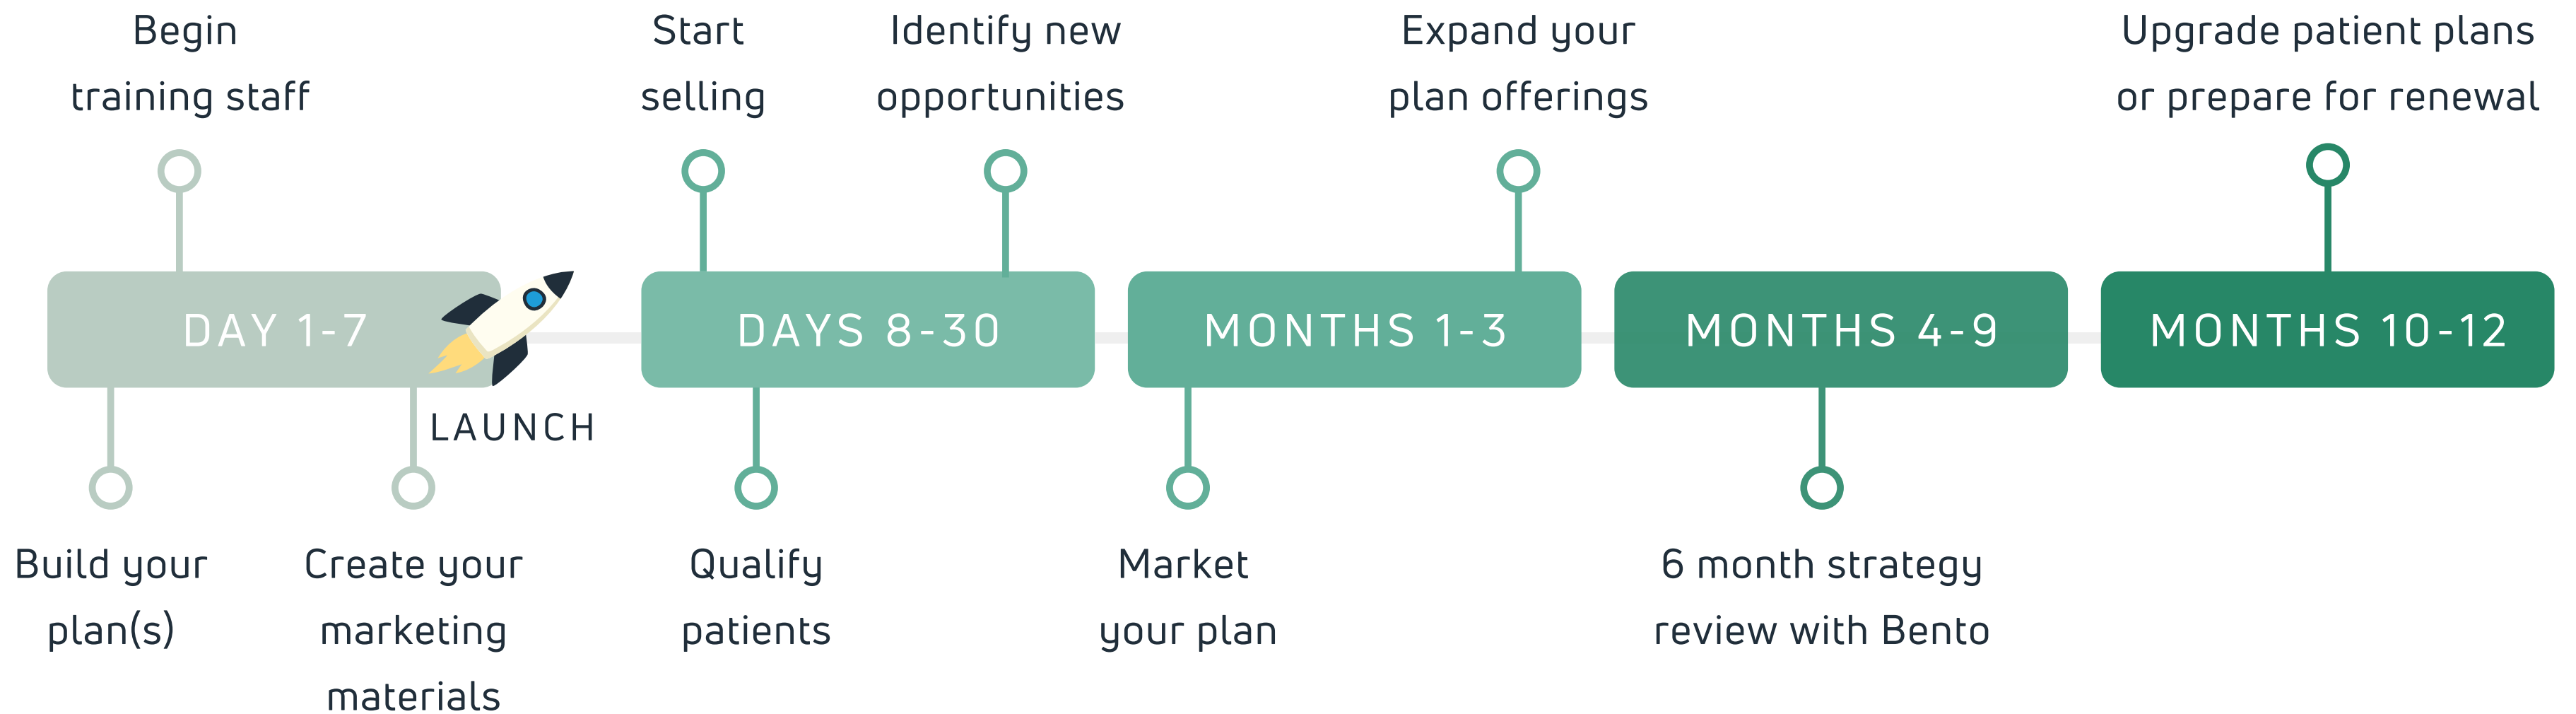 Begin
training staff
Start
selling
Identify new
opportunities
Expand your
plan offerings
Upgrade patient plans
or prepare for renewal
DAY 1-7
DAYS 8-30
MONTHS 1-3
MONTHS 4-9
MONTHS 10-12
LAUNCH
Build your
plan(s)
Create your
marketing
materials
Qualify
patients
Market
your plan
6 month strategy
review with Bento